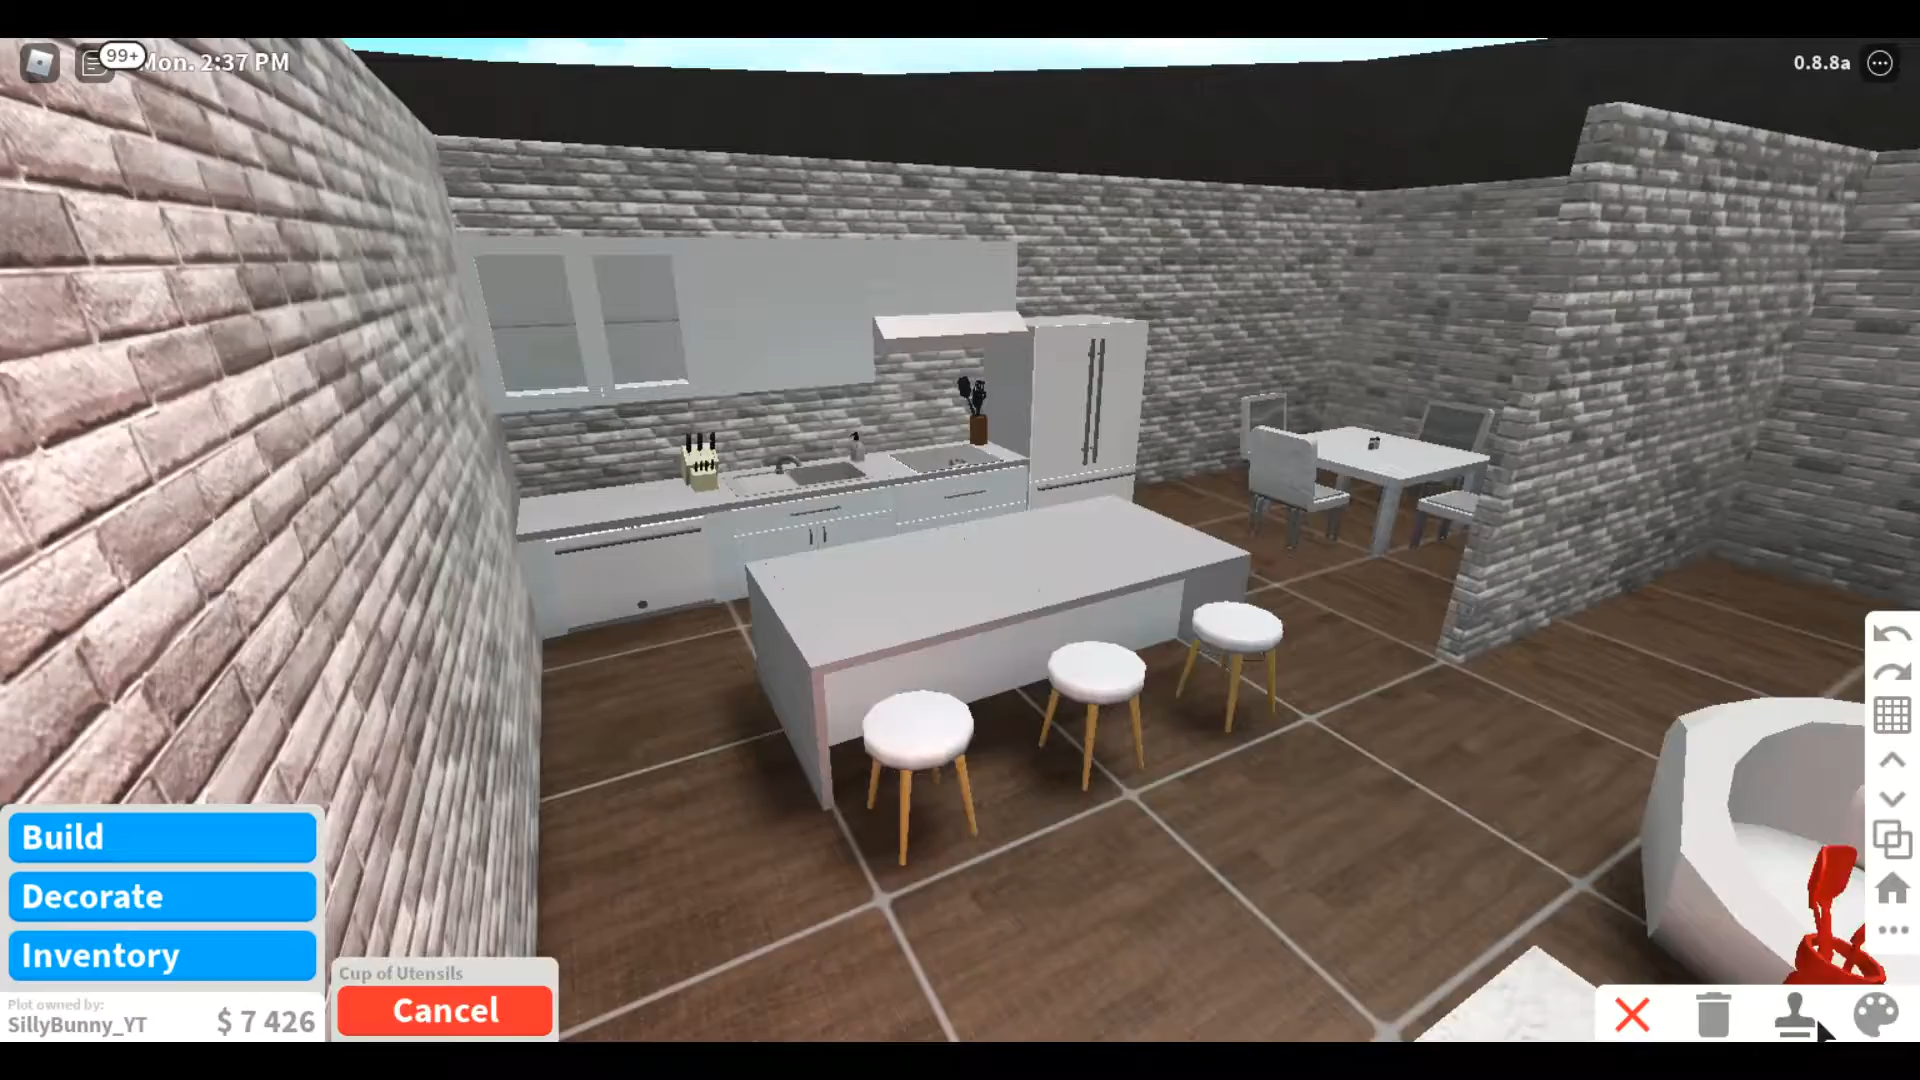 99+
Mon. 2:37 PM
0.8.8a
Build
Decorate
Inventory
Plot owned by:
SillyBunny_YT
$ 7 426
Cup of Utensils
Cancel